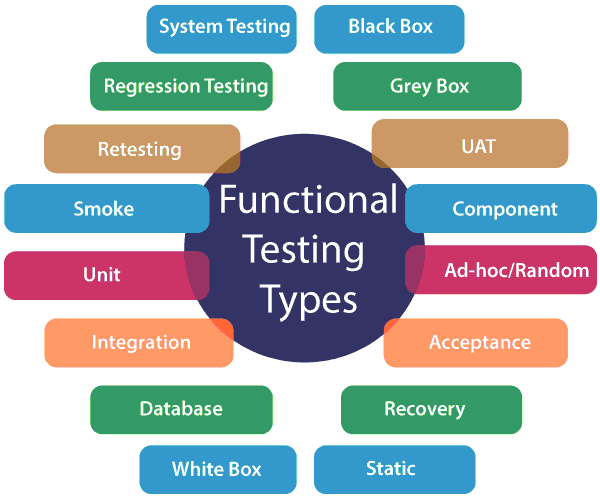 System Testing
Black Box
Regression Testing
Grey Box
Retesting
UAT
Functional
Testing
Types
Smoke
Component
Unit
Ad-hoc/Random
Integration
Acceptance
Database
Recovery
White Box
Static